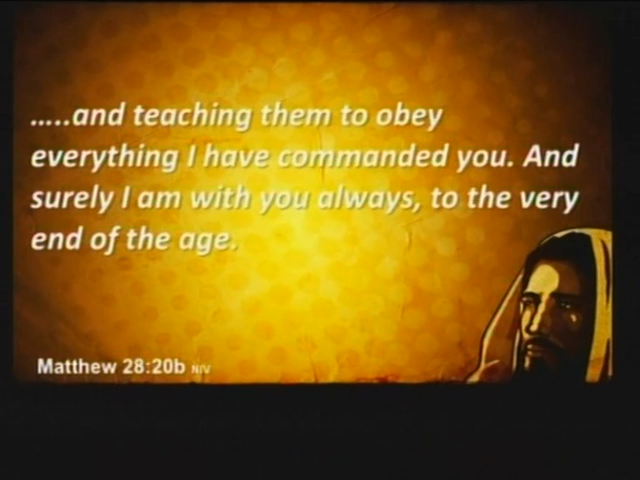 .....and teaching them to obey
everything I have commanded you. And
surely I am with you always, to the very
end of the age.
Matthew 28:20b NIV